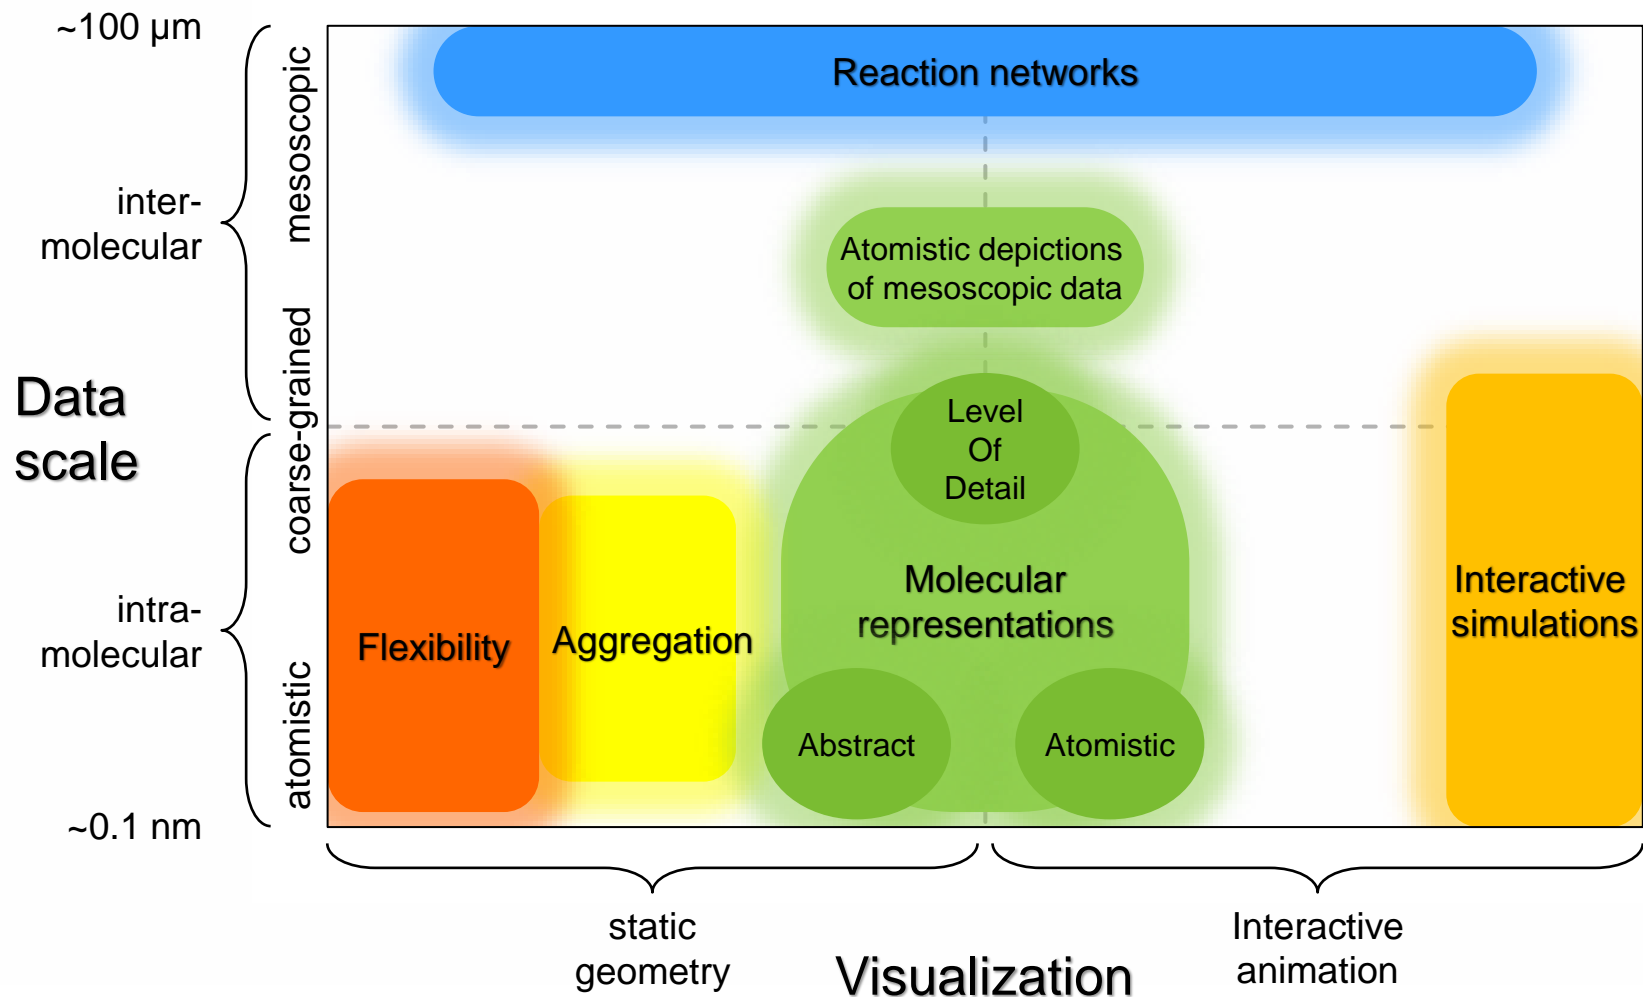 ~100 µm
mesoscopic
Reaction networks
inter-
molecular
Atomistic depictions
of mesoscopic data
Data
scale
coarse-grained
Level
Of
Detail
Molecular
representations
Flexibility
Aggregation
Interactive
simulations
intra-
molecular
atomistic
Abstract
Atomistic
~0.1 nm
static
geometry
Visualization
Interactive
animation